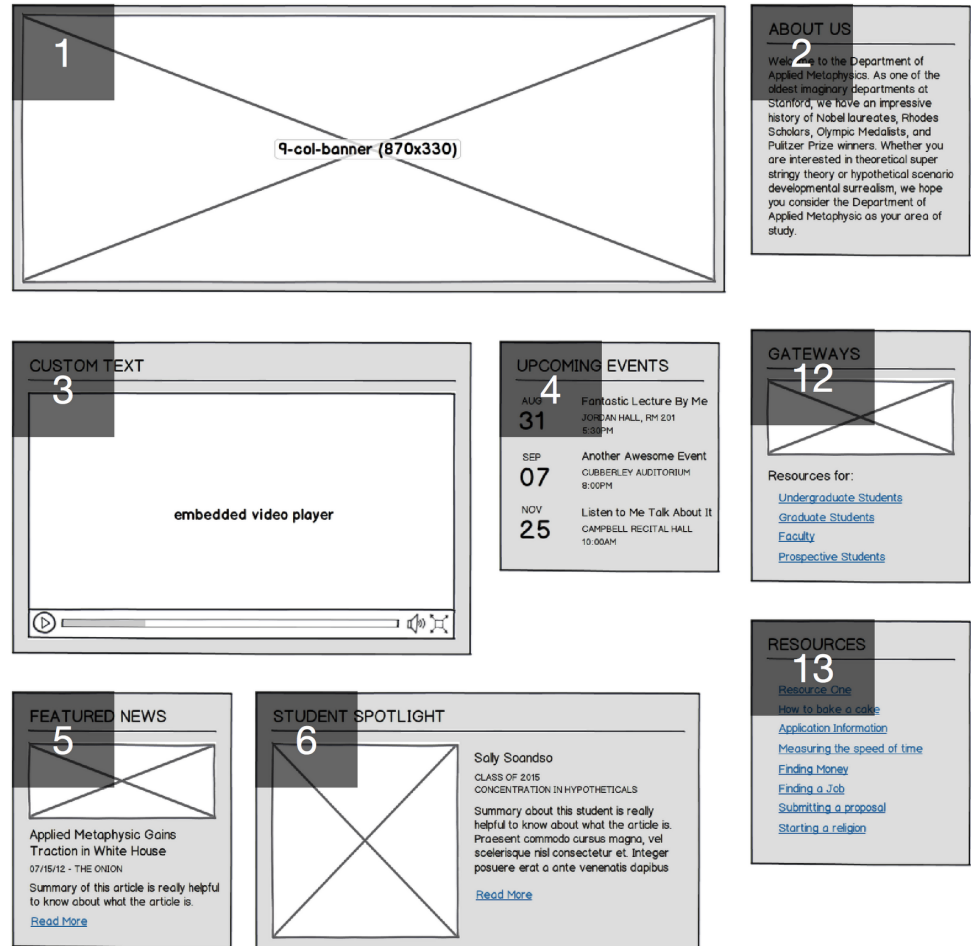 1
9-col-banner (870x330)
2
ABOUT US
Welcome to the Department of
Applied Metaphysics. As one of the
oldest imaginary departments at
Stanford, we have an impressive
history of Nobel laureates, Rhodes
Scholars, Olympic Medalists, and
Pulitzer Prize winners. Whether you
are interested in theoretical super
stringy theory or hypothetical scenario
developmental surrealism, we hope
you consider the Department of
Applied Metaphysic as your area of
study.
3
CUSTOM TEXT
embedded video player
4
UPCOMING EVENTS
AUG
31
Fantastic Lecture By Me
JORDAN HALL, RM 201
5:30PM
SEP
07
Another Awesome Event
CUBBERLEY AUDITORIUM
8:00PM
NOV
25
Listen to Me Talk About It
CAMPBELL RECITAL HALL
10:00AM
12
GATEWAYS
Resources for:
Undergraduate Students
Graduate Students
Faculty
Prospective Students
5
FEATURED NEWS
Applied Metaphysic Gains
Traction in White House
07/15/12 - THE ONION
Summary of this article is really helpful
to know about what the article is.
Read More
6
STUDENT SPOTLIGHT
Sally Soandso
CLASS OF 2015
CONCENTRATION IN HYPOTHETICALS
Summary about this student is really
helpful to know about what the article is.
Praesent commodo cursus magna, vel
scelerisque nisl consectetur et. Integer
posuere erat a ante venenatis dapibus
Read More
13
RESOURCES
Resource One
How to bake a cake
Application Information
Measuring the speed of time
Finding Money
Finding a Job
Submitting a proposal
Starting a religion